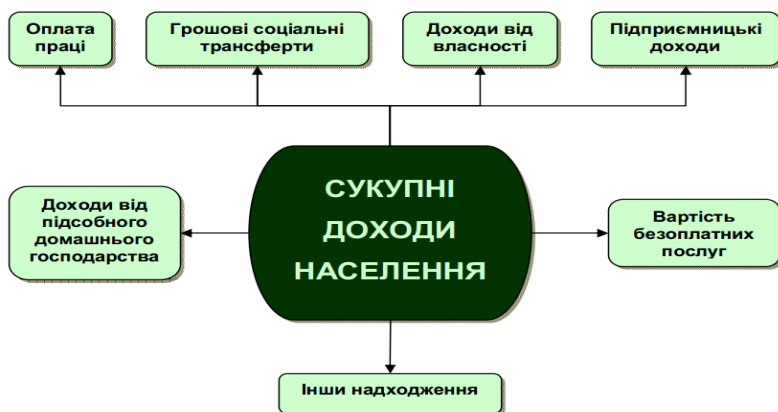 Оплата
праці
Грошові соціальні
трансферти
Доходи від
власності
Підприємницькі
доходи
СУКУПНІ
ДОХОДИ
НАСЕЛЕННЯ
Доходи від
підсобного
домашнього
господарства
Вартість
безоплатних
послуг
Інши надходження